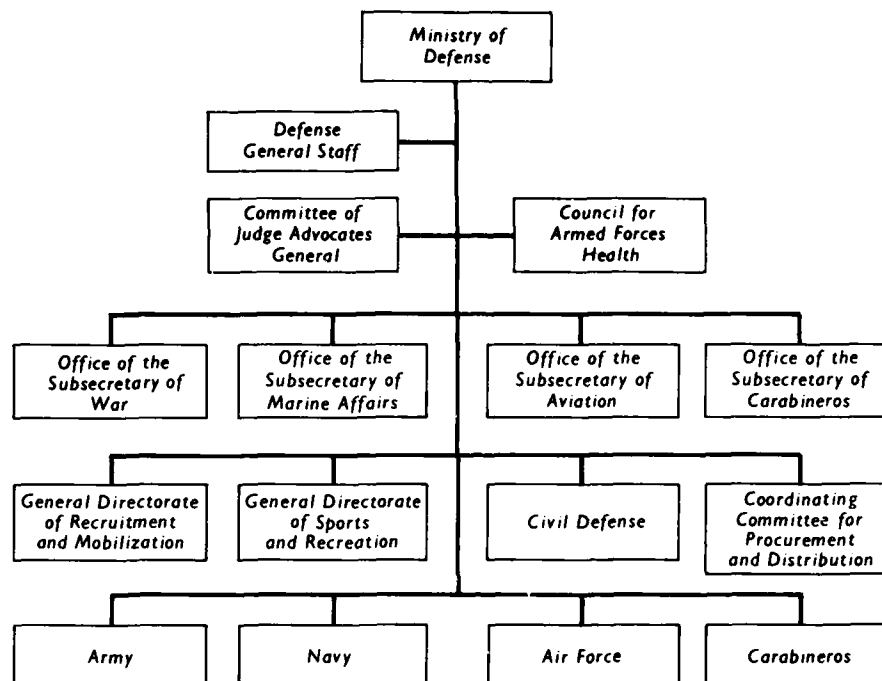 Ministry of
Defense
Defense
General Staff
Committee of
Judge Advocates
General
Council for
Armed Forces
Health
Office of the
Subsecretary of
War
Office of the
Subsecretary of
Marine Affairs
Office of the
Subsecretary of
Aviation
Office of the
Subsecretary of
Carabineros
General Directorate
of Recruitment
and Mobilization
General Directorate
of Sports
and Recreation
Civil Defense
Coordinating
Committee for
Procurement
and Distribution
Army
Navy
Air Force
Carabineros